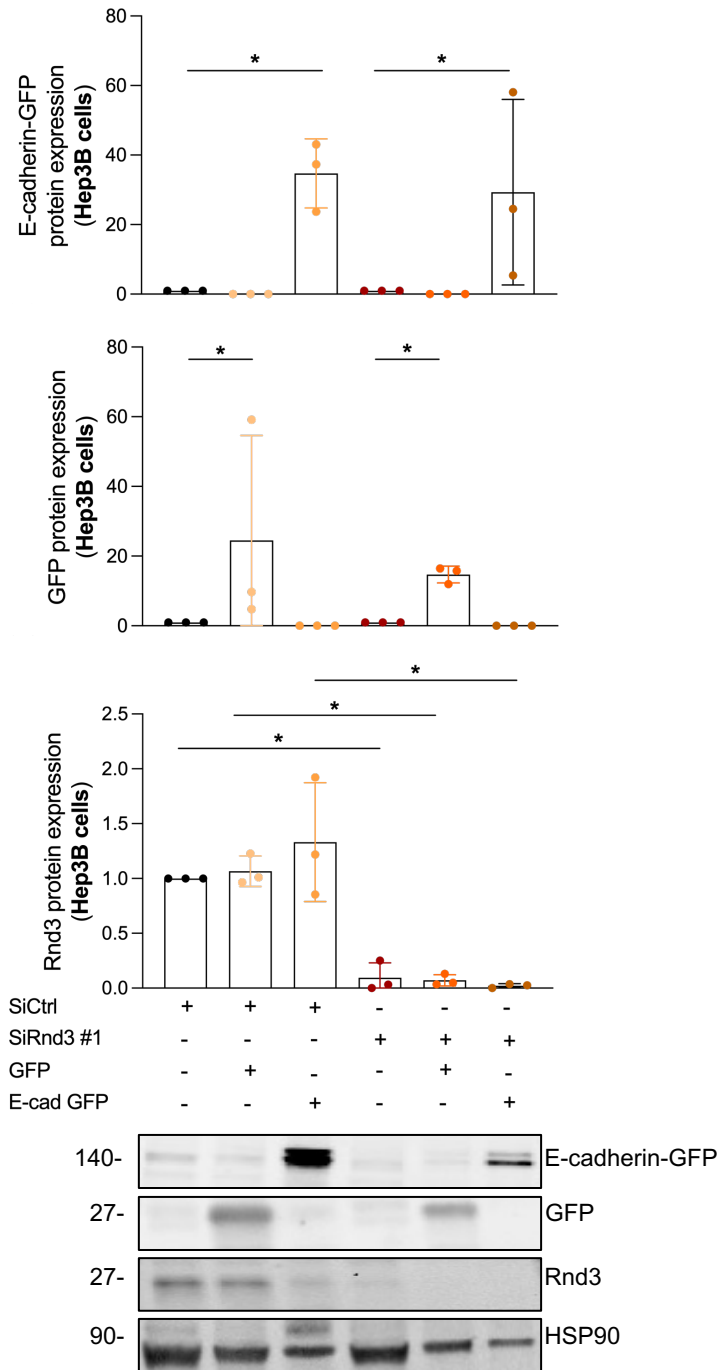 E-cadherin-GFP
protein expression
(Hep3B cells)
80
60
40
20
0
*
*
GFP protein expression
(Hep3B cells)
80
60
40
20
0
*
*
Rnd3 protein expression
(Hep3B cells)
2.5
2.0
1.5
1.0
0.5
0.0
*
*
*
SiCtrl + + + - - -
SiRnd3 #1 - - - + + +
GFP - + - - + -
E-cad GFP - - + - - +
140- E-cadherin-GFP
27- GFP
27- Rnd3
90- HSP90